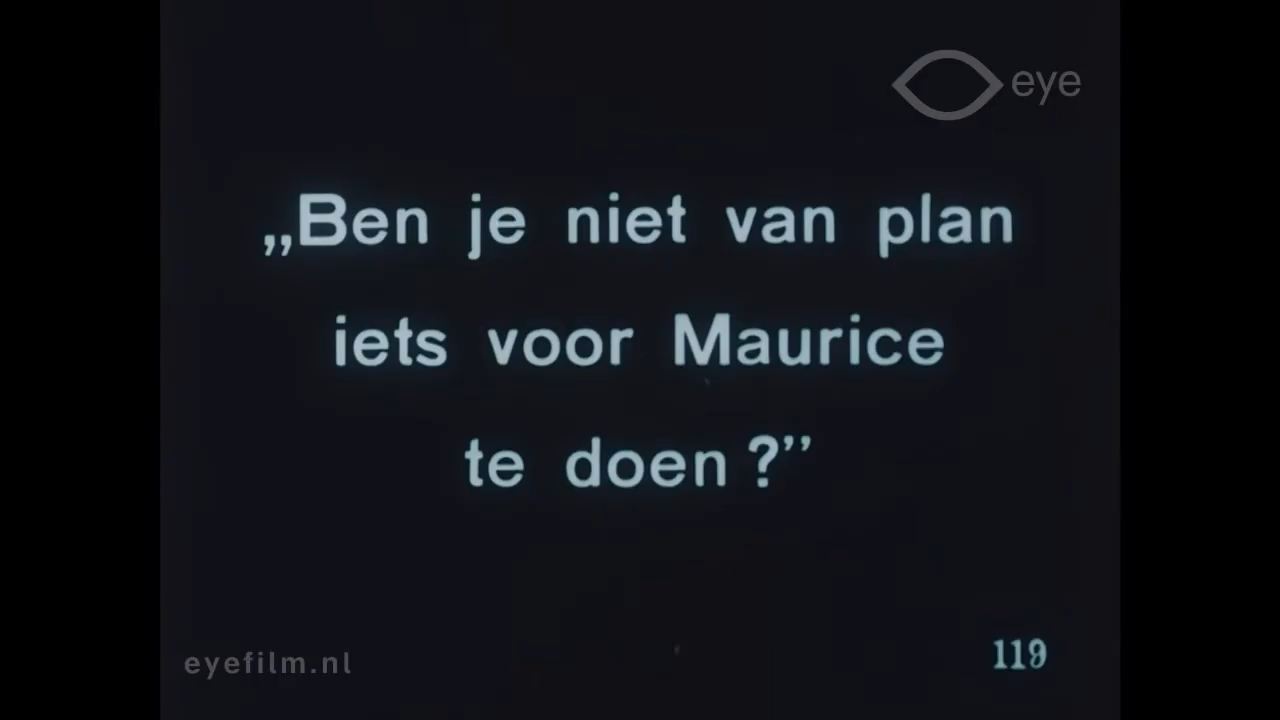 eye
„Ben je niet van plan
iets voor Maurice
te doen ?”
eyefilm.nl
119